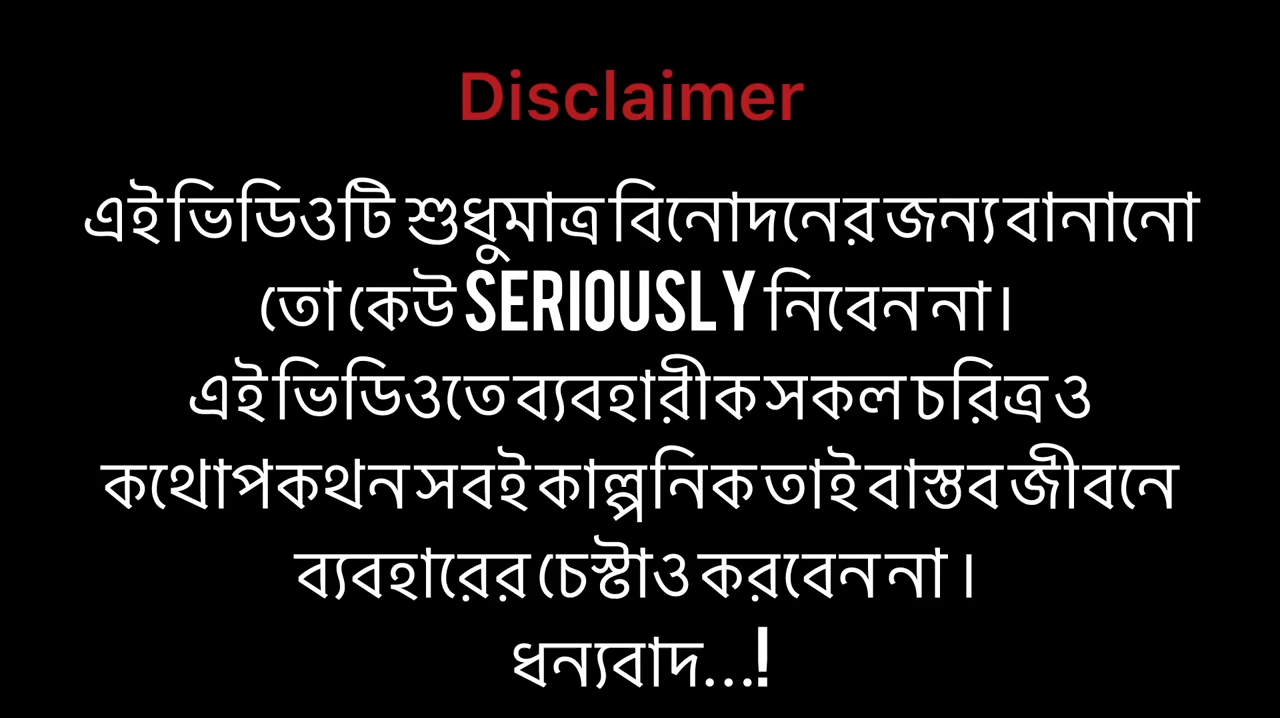 Disclaimer
এই ভিডিওটি শুধুমাত্র বিনোদনের জন্য বানানো
তো কেউ SERIOUSLY নিবেন না।
এই ভিডিওতে ব্যবহারীক সকল চরিত্র ও
কথোপকথন সবই কাল্পনিক তাই বাস্তব জীবনে
ব্যবহারের চেস্টাও করবেন না ।
ধন্যবাদ...!